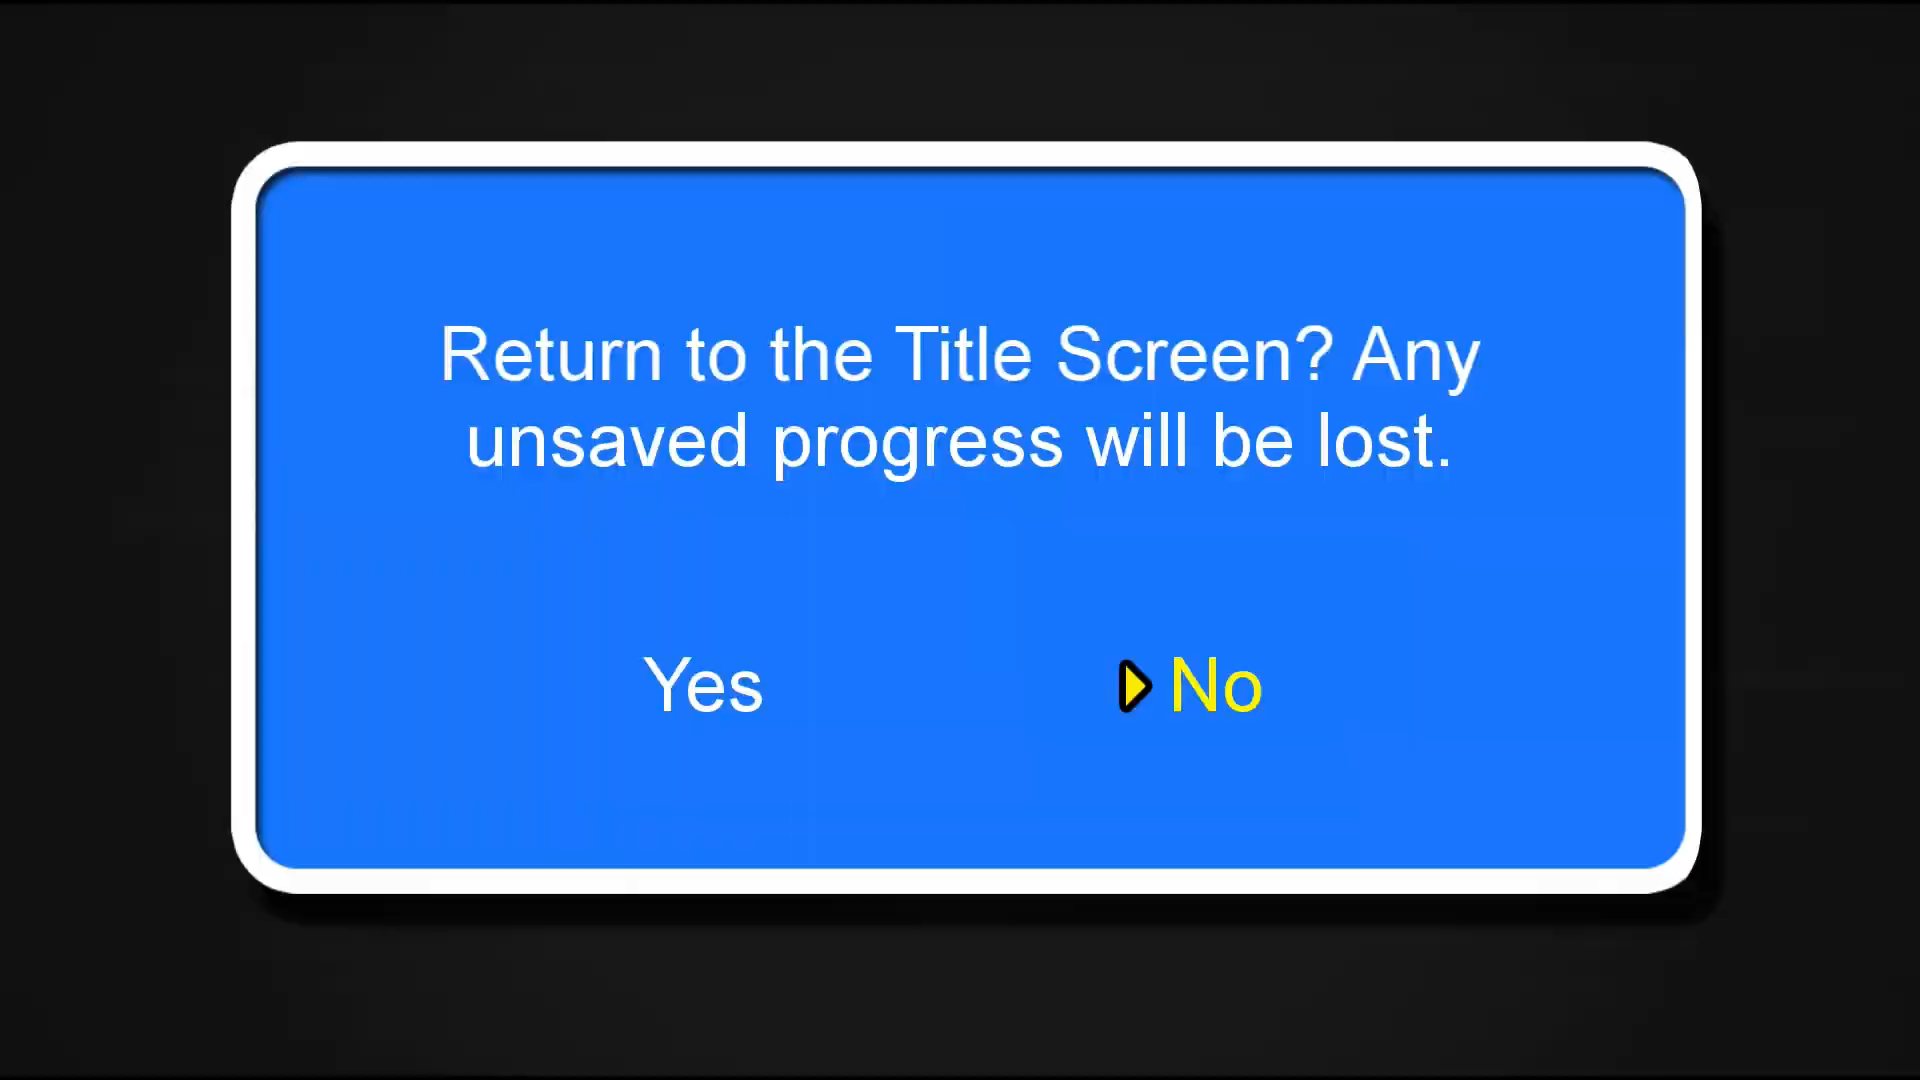 Return to the Title Screen? Any
unsaved progress will be lost.
Yes
No